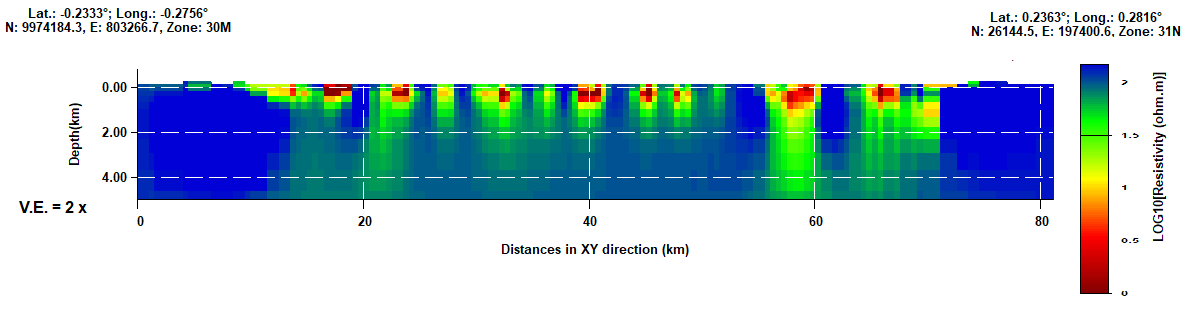 Lat.: -0.2333°; Long.: -0.2756°
N: 9974184.3, E: 803266.7, Zone: 30M
Lat.: 0.2363°; Long.: 0.2816°
N: 26144.5, E: 197400.6, Zone: 31N
Depth(km)
0.00
2.00
4.00
V.E. = 2 x
0
20
40
60
80
Distances in XY direction (km)
2
1.5
1
0.5
0
LOG10[Resistivity (ohm.m)]